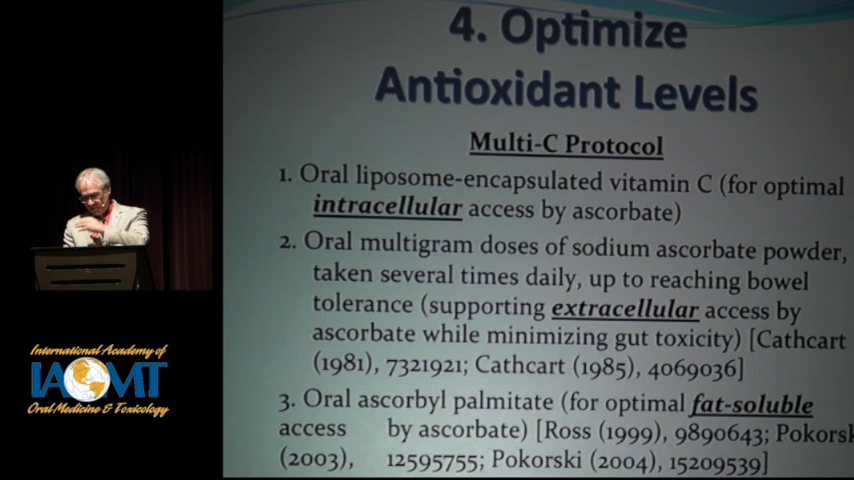 4. Optimize
Antioxidant Levels
Multi-C Protocol
1. Oral liposome-encapsulated vitamin C (for optimal
intracellular access by ascorbate)
2. Oral multigram doses of sodium ascorbate powder,
taken several times daily, up to reaching bowel
tolerance (supporting extracellular access by
ascorbate while minimizing gut toxicity) [Cathcart
(1981), 7321921; Cathcart (1985), 4069036]
3. Oral ascorbyl palmitate (for optimal fat-soluble
access by ascorbate) [Ross (1999), 9890643; Pokorsk
(2003), 12595755; Pokorski (2004), 15209539]
International Academy of
IAOMT
Oral Medicine & Toxicology